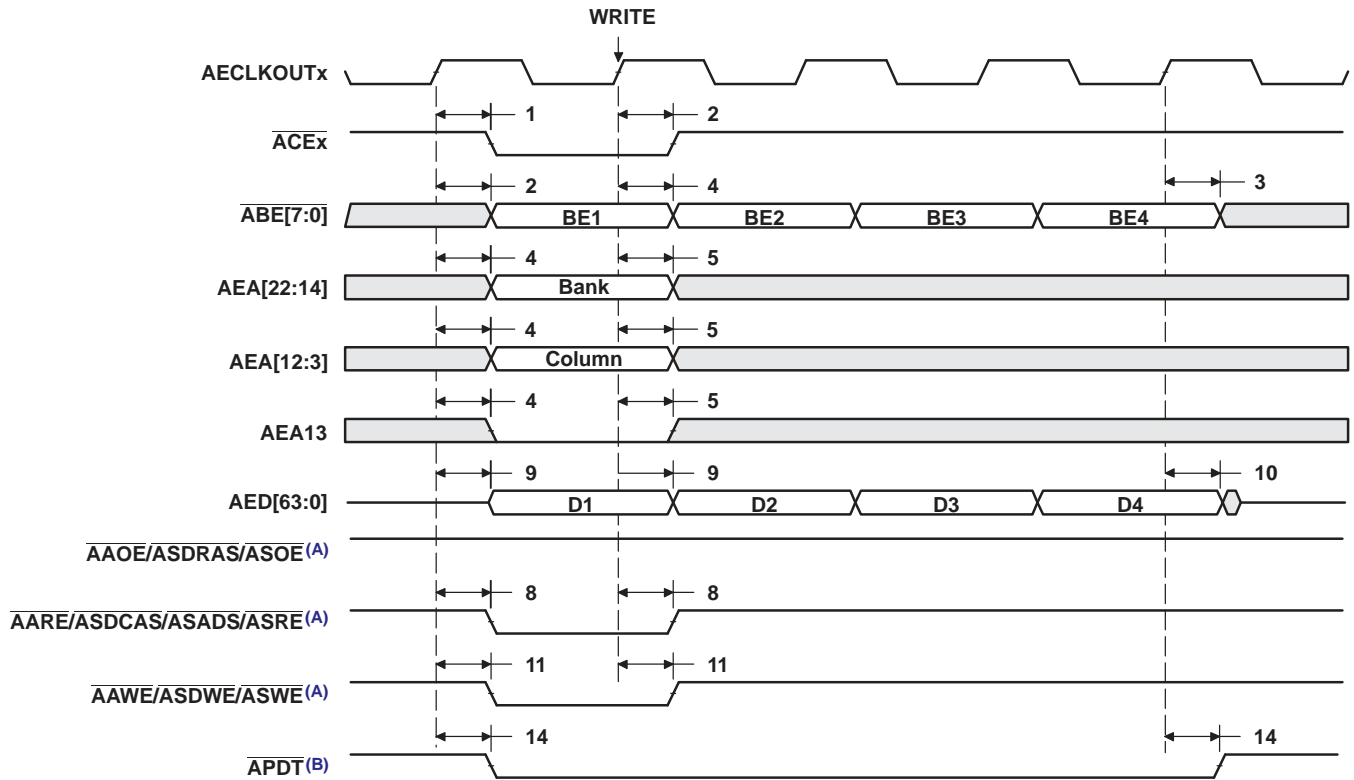 WRITE
AECLKOUTx
1 2
ACEx
2 4 3
ABE[7:0] BE1 BE2 BE3 BE4
4 5
AEA[22:14] Bank
4 5
AEA[12:3] Column
4 5
AEA13
9 9 10
AED[63:0] D1 D2 D3 D4
AAOE/ASDRAS/ASOE(A)
8 8
AARE/ASDCAS/ASADS/ASRE(A)
11 11
AAWE/ASDWE/ASWE(A)
14 14
APDT(B)